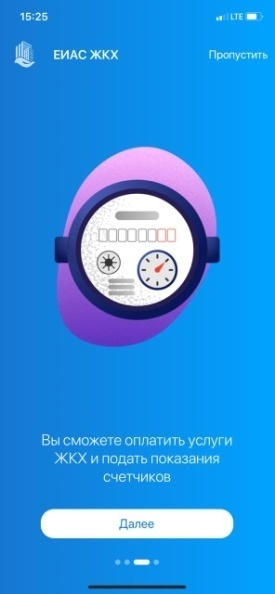 15:25
LTE
ЕИАС ЖКХ
Пропустить
Вы сможете оплатить услуги
ЖКХ и подать показания
счетчиков
Далее